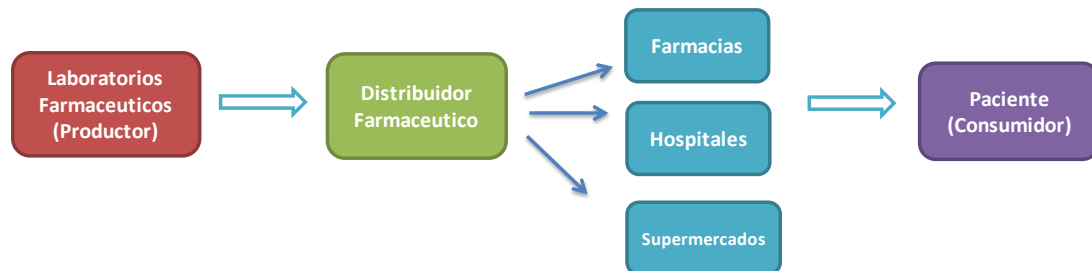 Laboratorios
Farmaceuticos
(Productor)
Distribuidor
Farmaceutico
Farmacias
Hospitales
Supermercados
Paciente
(Consumidor)